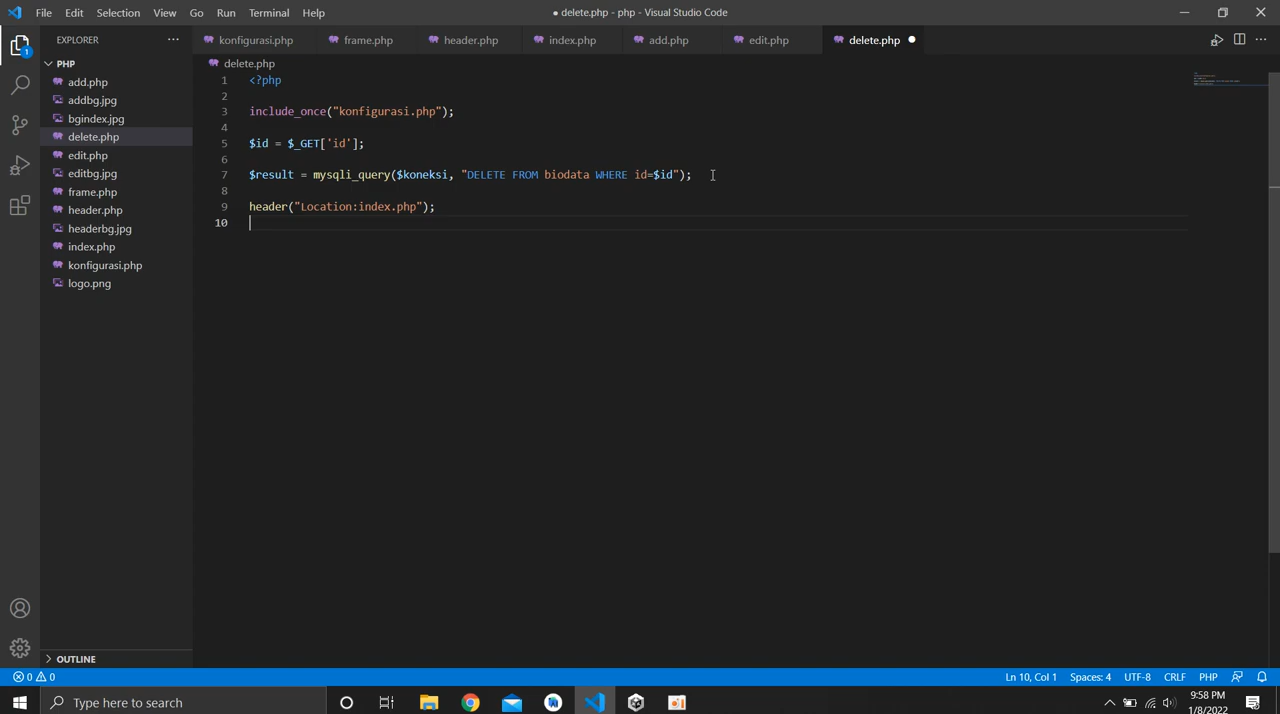 File Edit Selection View Go Run Terminal Help ● delete.php - php - Visual Studio Code
EXPLORER ... konfigurasi.php frame.php header.php index.php add.php edit.php delete.php ●
1
PHP
delete.php
add.php
addbg.jpg
bgindex.jpg
delete.php
edit.php
editbg.jpg
frame.php
header.php
headerbg.jpg
index.php
konfigurasi.php
logo.png
1 <?php
2
3 include_once("konfigurasi.php");
4
5 $id = $_GET['id'];
6
7 $result = mysqli_query($koneksi, "DELETE FROM biodata WHERE id=$id");
8
9 header("Location:index.php");
10
OUTLINE
0 0 Ln 10, Col 1 Spaces: 4 UTF-8 CRLF PHP
Type here to search
9:58 PM
1/8/2022